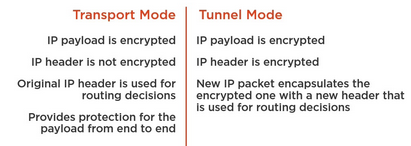 Transport Mode
IP payload is encrypted
IP header is not encrypted
Original IP header is used for
routing decisions
Provides protection for the
payload from end to end
Tunnel Mode
IP payload is encrypted
IP header is encrypted
New IP packet encapsulates the
encrypted one with a new header that
is used for routing decisions